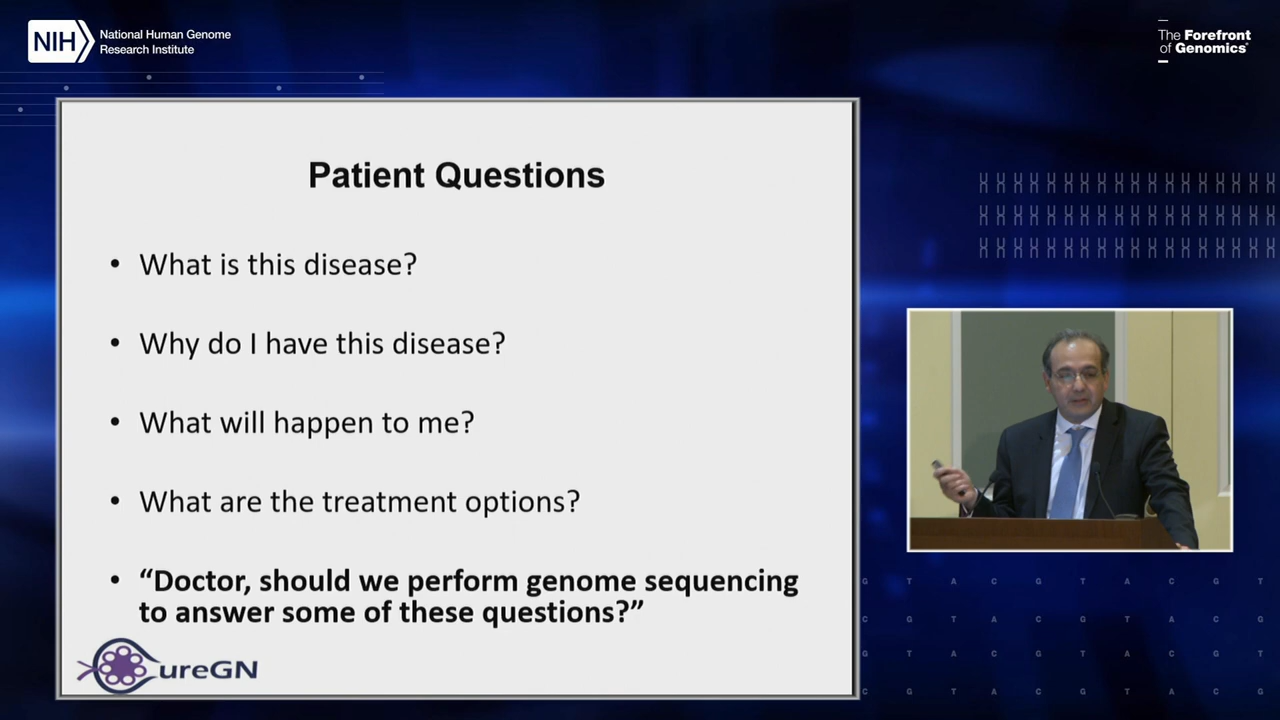 NIH
National Human Genome
Research Institute
The Forefront
of Genomics®
Patient Questions
• What is this disease?
• Why do I have this disease?
• What will happen to me?
• What are the treatment options?
• “Doctor, should we perform genome sequencing
to answer some of these questions?”
CureGN
G T A C G T A C G T
C G T A C G T A C G
G T A C G T A C G T
C G T A C G T A C G